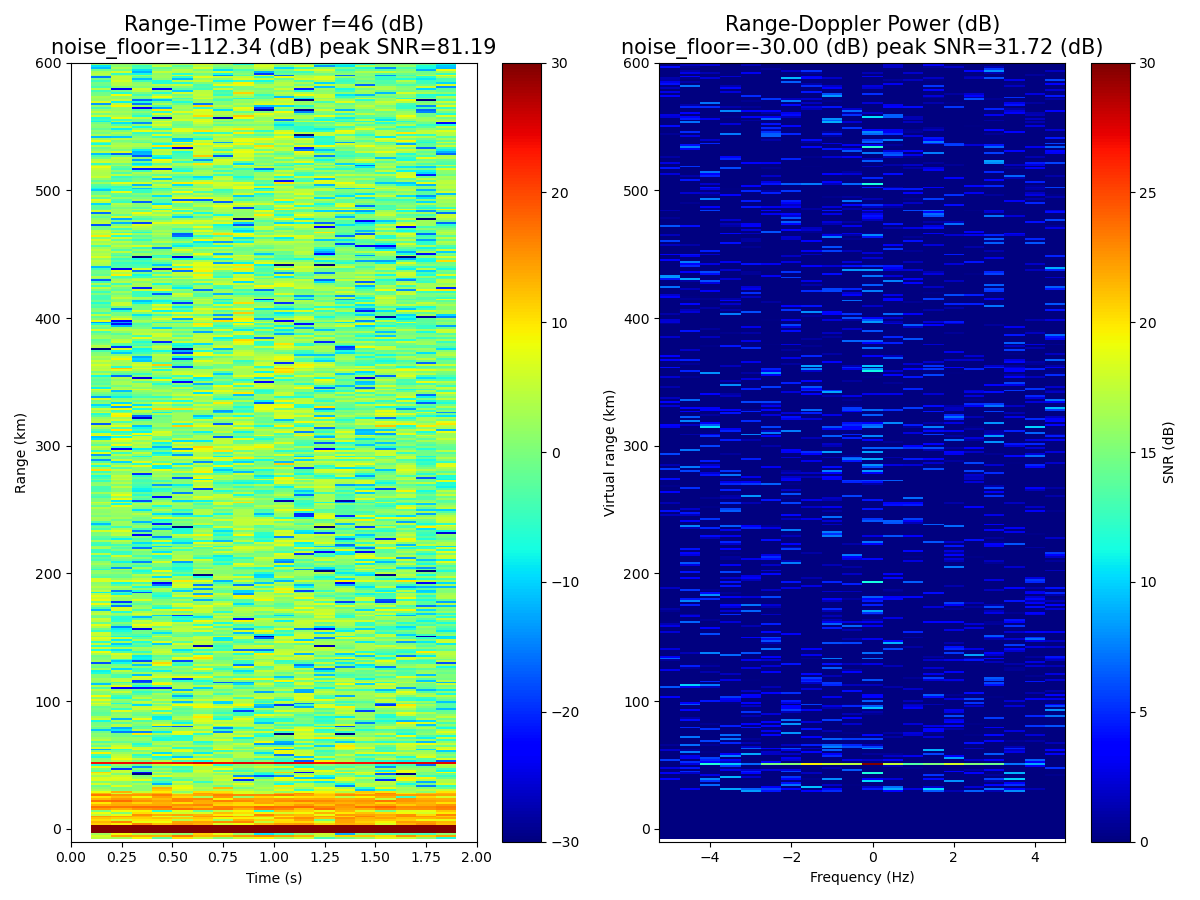 Range-Time Power f=46 (dB)
noise_floor=-112.34 (dB) peak SNR=81.19
600
500
400
300
200
100
0
Range (km)
0.00 0.25 0.50 0.75 1.00 1.25 1.50 1.75 2.00
Time (s)
30
20
10
0
−10
−20
−30
Range-Doppler Power (dB)
noise_floor=-30.00 (dB) peak SNR=31.72 (dB)
600
500
400
300
200
100
0
Virtual range (km)
−4 −2 0 2 4
Frequency (Hz)
30
25
20
15
10
5
0
SNR (dB)